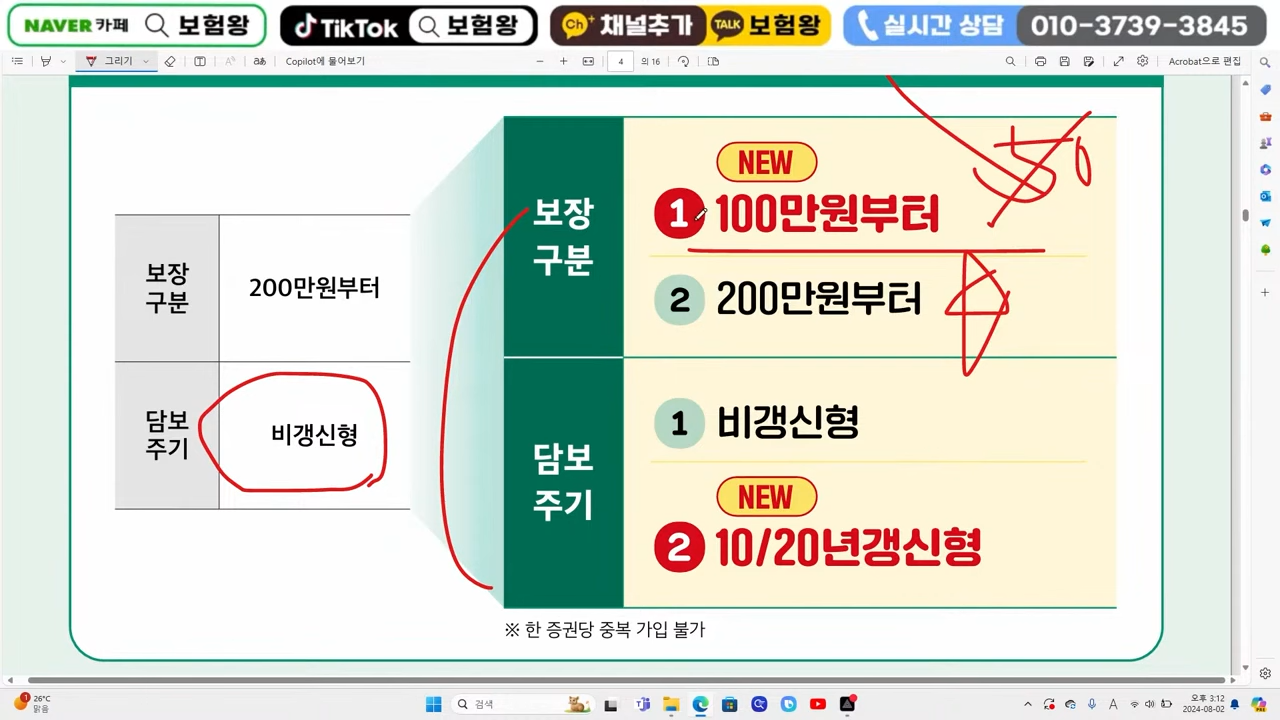 NAVER 카페 보험왕 TikTok 보험왕 Ch+ 채널추가 TALK 보험왕 실시간 상담 010-3739-3845
그리기 가あ Copilot에 물어보기 4 의 16 Acrobat으로 편집
보장
구분
200만원부터
담보
주기
비갱신형
보장
구분
NEW
1 100만원부터
50
2 200만원부터
담보
주기
1 비갱신형
NEW
2 10/20년갱신형
※ 한 증권당 중복 가입 불가
1 26°C
맑음
검색
A
오후 3:12
2024-08-02